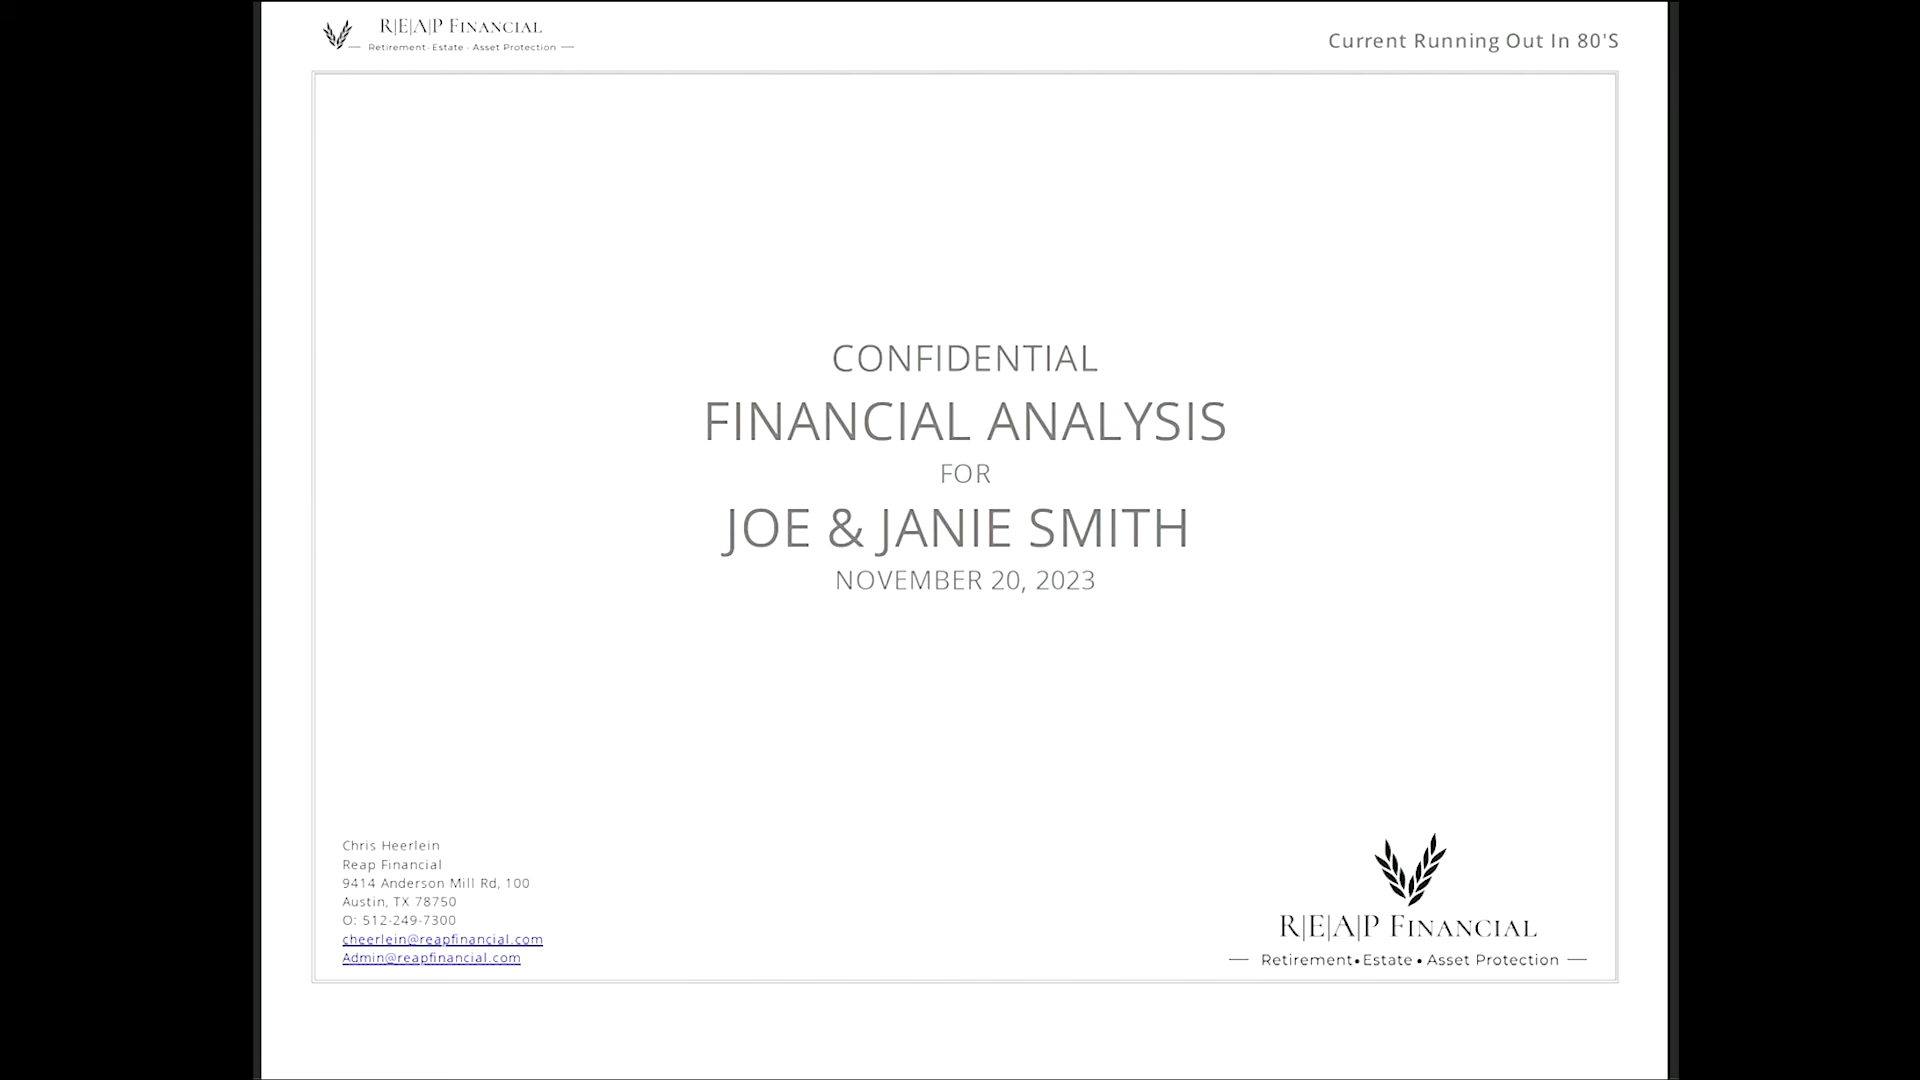 R|E|A|P FINANCIAL
Retirement · Estate · Asset Protection
Current Running Out In 80'S
CONFIDENTIAL
FINANCIAL ANALYSIS
FOR
JOE & JANIE SMITH
NOVEMBER 20, 2023
Chris Heerlein
Reap Financial
9414 Anderson Mill Rd, 100
Austin, TX 78750
O: 512-249-7300
cheerlein@reapfinancial.com
Admin@reapfinancial.com
R|E|A|P FINANCIAL
Retirement • Estate • Asset Protection